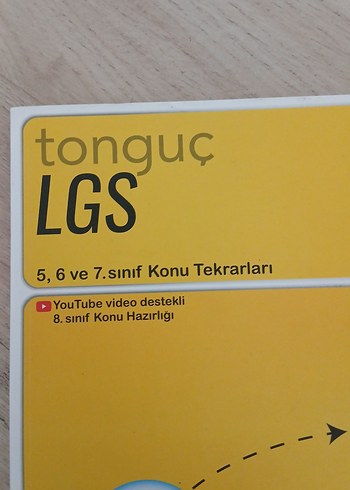 tonguç
LGS
5, 6 ve 7.sınıf Konu Tekrarları
YouTube video destekli
8. sınıf Konu Hazırlığı